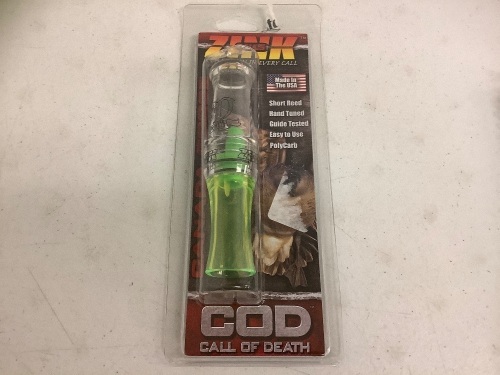 ZINK
EVERY CALL
Made in
The USA
Short Reed
Hand Tuned
Guide Tested
Easy to Use
PolyCarb
COD
CALL OF DEATH